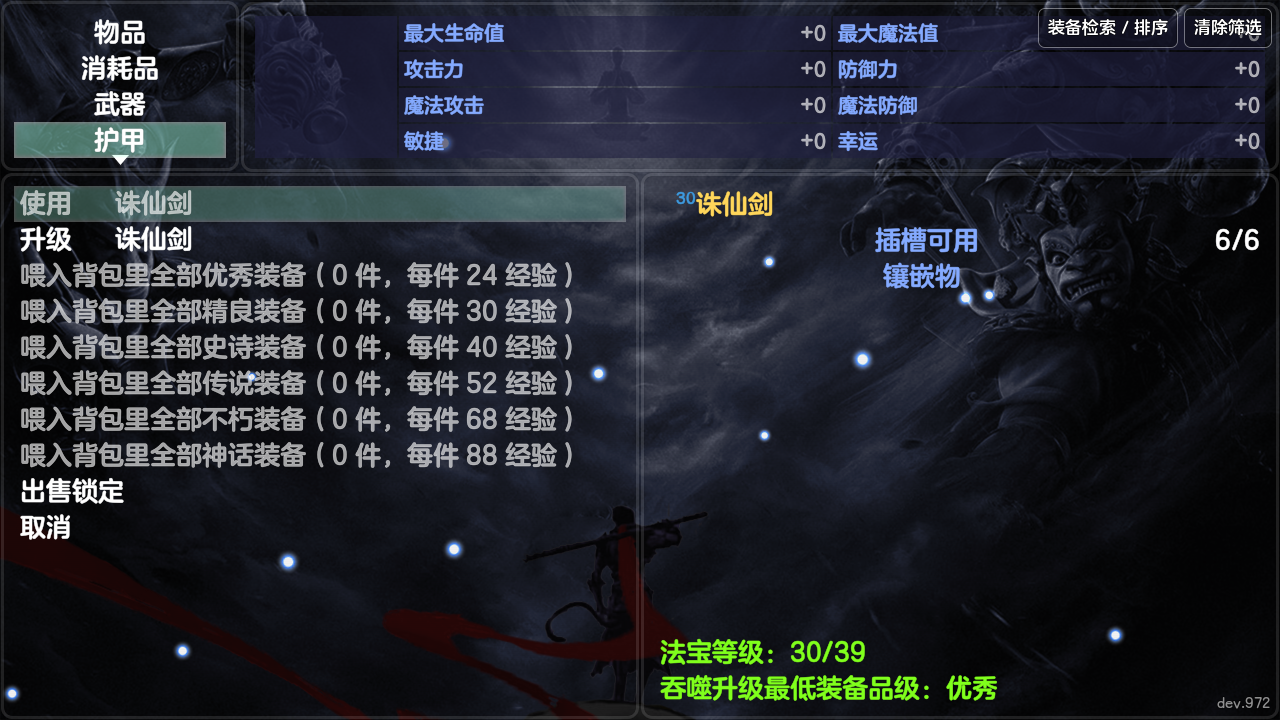 物品
消耗品
武器
护甲
最大生命值 +0 最大魔法值
攻击力 +0 防御力 +0
魔法攻击 +0 魔法防御 +0
敏捷 +0 幸运 +0
装备检索 / 排序 清除筛选
使用 诛仙剑
升级 诛仙剑
喂入背包里全部优秀装备（0 件，每件 24 经验）
喂入背包里全部精良装备（0 件，每件 30 经验）
喂入背包里全部史诗装备（0 件，每件 40 经验）
喂入背包里全部传说装备（0 件，每件 52 经验）
喂入背包里全部不朽装备（0 件，每件 68 经验）
喂入背包里全部神话装备（0 件，每件 88 经验）
出售锁定
取消
30诛仙剑
插槽可用 6/6
镶嵌物
法宝等级：30/39
吞噬升级最低装备品级：优秀
dev.972